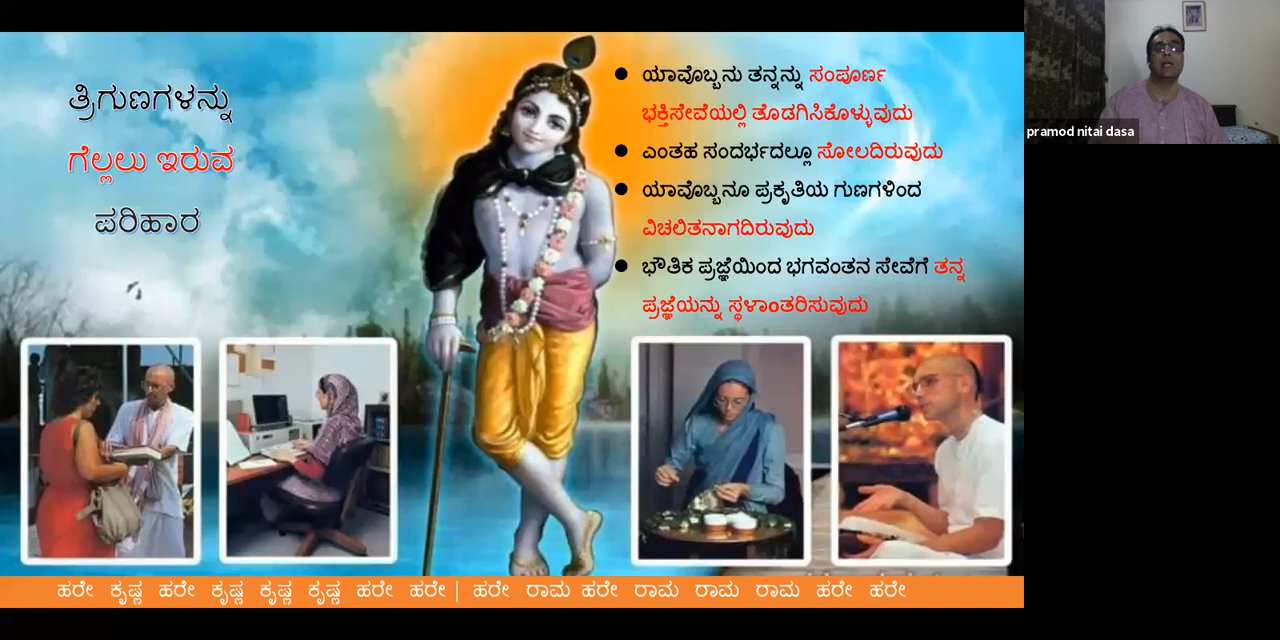 ತ್ರಿಗುಣಗಳನ್ನು
ಗೆಲ್ಲಲು ಇರುವ
ಪರಿಹಾರ
● ಯಾವೊಬ್ಬನು ತನ್ನನ್ನು ಸಂಪೂರ್ಣ
ಭಕ್ತಿಸೇವೆಯಲ್ಲಿ ತೊಡಗಿಸಿಕೊಳ್ಳುವುದು
● ಎಂತಹ ಸಂದರ್ಭದಲ್ಲೂ ಸೋಲದಿರುವುದು
● ಯಾವೊಬ್ಬನೂ ಪ್ರಕೃತಿಯ ಗುಣಗಳಿಂದ
ವಿಚಲಿತನಾಗದಿರುವುದು
● ಭೌತಿಕ ಪ್ರಜ್ಞೆಯಿಂದ ಭಗವಂತನ ಸೇವೆಗೆ ತನ್ನ
ಪ್ರಜ್ಞೆಯನ್ನು ಸ್ಥಳಾಂತರಿಸುವುದು
ಹರೇ ಕೃಷ್ಣ ಹರೇ ಕೃಷ್ಣ ಕೃಷ್ಣ ಕೃಷ್ಣ ಹರೇ ಹರೇ | ಹರೇ ರಾಮ ಹರೇ ರಾಮ ರಾಮ ರಾಮ ಹರೇ ಹರೇ
pramod nitai dasa